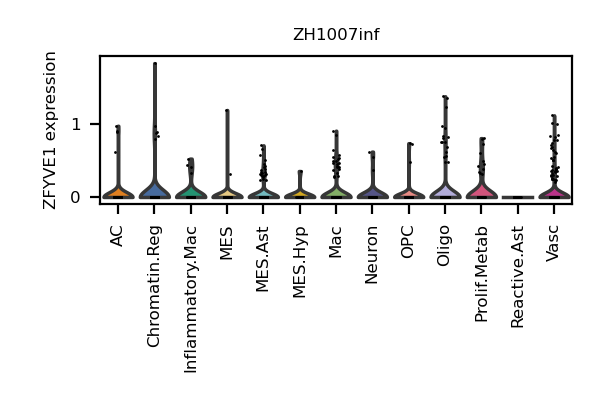 ZH1007inf
ZFYVE1 expression
1
0
AC
Chromatin.Reg
Inflammatory.Mac
MES
MES.Ast
MES.Hyp
Mac
Neuron
OPC
Oligo
Prolif.Metab
Reactive.Ast
Vasc